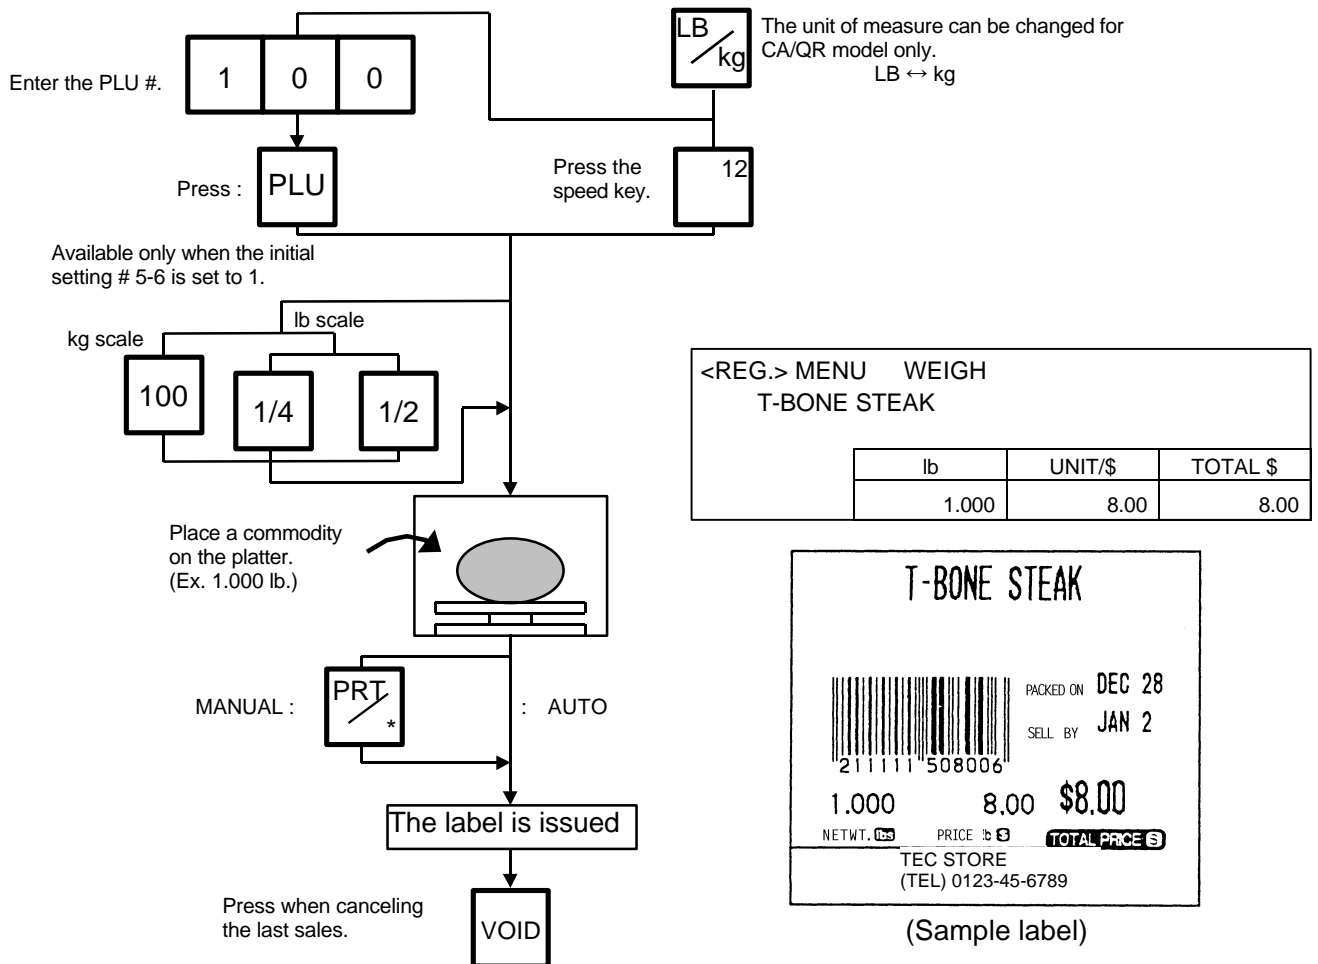 LB/kg
The unit of measure can be changed for
CA/QR model only.
LB ↔ kg
Enter the PLU #.
1 0 0
Press :
PLU
Press the
speed key.
12
Available only when the initial
setting # 5-6 is set to 1.
kg scale
lb scale
100
1/4
1/2
<REG.> MENU WEIGH
T-BONE STEAK
lb UNIT/$ TOTAL $
1.000 8.00 8.00
Place a commodity
on the platter.
(Ex. 1.000 lb.)
MANUAL :
PRT/*
: AUTO
The label is issued
Press when canceling
the last sales.
VOID
T-BONE STEAK
PACKED ON DEC 28
SELL BY JAN 2
211111 508006
1.000 8.00 $8.00
NETWT. lbs PRICE lb $ TOTAL PRICE $
TEC STORE
(TEL) 0123-45-6789
(Sample label)